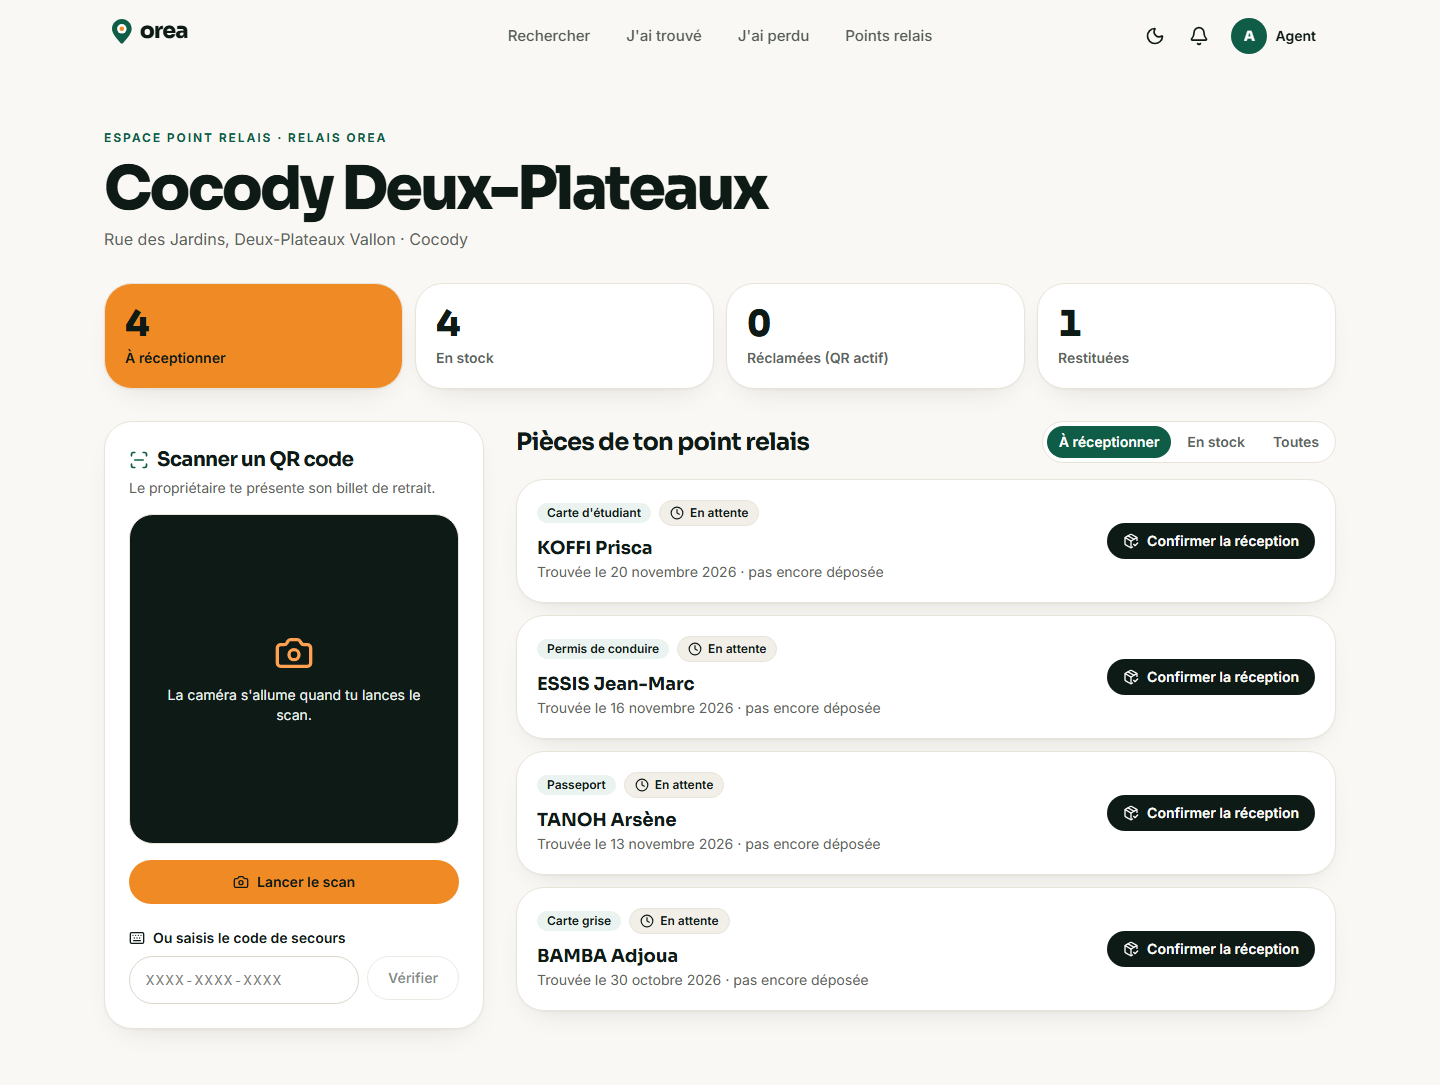 orea
Rechercher
J'ai trouvé
J'ai perdu
Points relais
A
Agent
ESPACE POINT RELAIS · RELAIS OREA
Cocody Deux-Plateaux
Rue des Jardins, Deux-Plateaux Vallon · Cocody
4
À réceptionner
4
En stock
0
Réclamées (QR actif)
1
Restituées
Scanner un QR code
Le propriétaire te présente son billet de retrait.
La caméra s'allume quand tu lances le
scan.
Lancer le scan
Ou saisis le code de secours
XXXX-XXXX-XXXX
Vérifier
Pièces de ton point relais
À réceptionner
En stock
Toutes
Carte d'étudiant
En attente
KOFFI Prisca
Trouvée le 20 novembre 2026 · pas encore déposée
Confirmer la réception
Permis de conduire
En attente
ESSIS Jean-Marc
Trouvée le 16 novembre 2026 · pas encore déposée
Confirmer la réception
Passeport
En attente
TANOH Arsène
Trouvée le 13 novembre 2026 · pas encore déposée
Confirmer la réception
Carte grise
En attente
BAMBA Adjoua
Trouvée le 30 octobre 2026 · pas encore déposée
Confirmer la réception